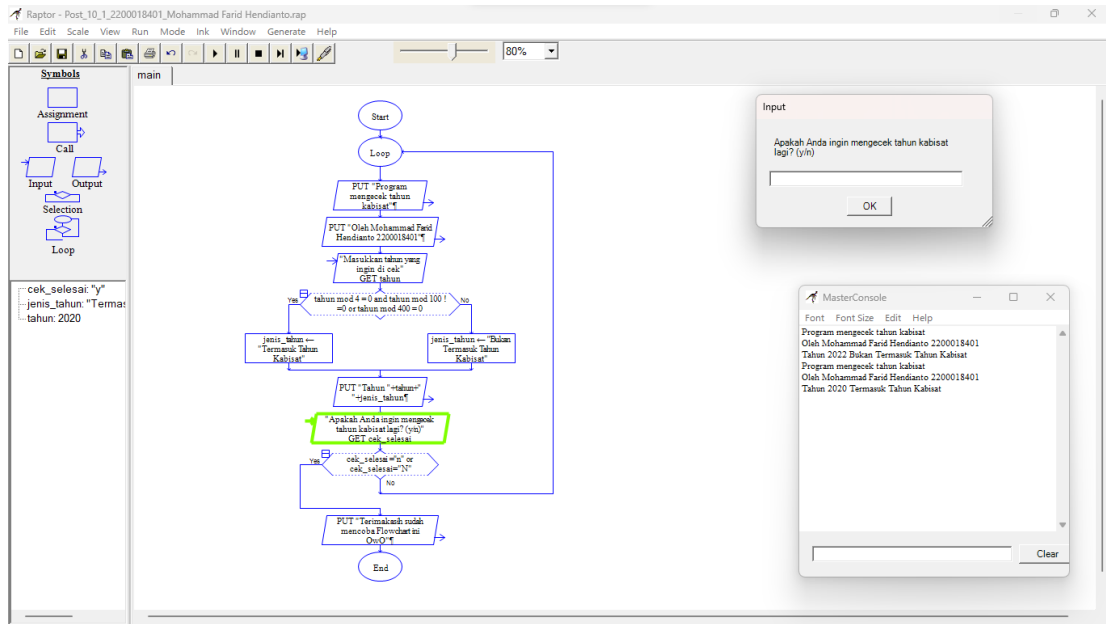 Raptor - Post_10_1_2200018401_Mohammad Farid Hendianto.rap
File Edit Scale View Run Mode Ink Window Generate Help
80%
Symbols
Assignment
Call
Input Output
Selection
Loop
cek_selesai: "y"
jenis_tahun: "Termas
tahun: 2020
main
Start
Loop
PUT "Program
mengecek tahun
kabisat"¶
PUT "Oleh Mohammad Farid
Hendianto 2200018401"¶
"Masukkan tahun yang
ingin di cek"
GET tahun
Yes
tahun mod 4 = 0 and tahun mod 100 !
=0 or tahun mod 400 = 0
No
jenis_tahun ← 
"Termasuk Tahun
Kabisat"
jenis_tahun ← "Bukan
Termasuk Tahun
Kabisat"
PUT "Tahun "+tahun+"
"+jenis_tahun¶
"Apakah Anda ingin mengecek
tahun kabisat lagi? (y/n)"
GET cek_selesai
Yes
cek_selesai ="n" or
cek_selesai="N"
No
PUT "Terimakasih sudah
mencoba Flowchart ini
OwO"¶
End
Input
Apakah Anda ingin mengecek tahun kabisat
lagi? (y/n)
OK
MasterConsole
Font Font Size Edit Help
Program mengecek tahun kabisat
Oleh Mohammad Farid Hendianto 2200018401
Tahun 2022 Bukan Termasuk Tahun Kabisat
Program mengecek tahun kabisat
Oleh Mohammad Farid Hendianto 2200018401
Tahun 2020 Termasuk Tahun Kabisat
Clear